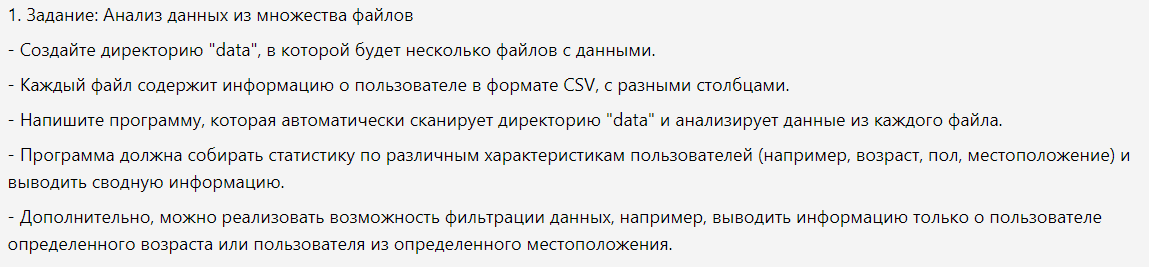 1. Задание: Анализ данных из множества файлов
- Создайте директорию "data", в которой будет несколько файлов с данными.
- Каждый файл содержит информацию о пользователе в формате CSV, с разными столбцами.
- Напишите программу, которая автоматически сканирует директорию "data" и анализирует данные из каждого файла.
- Программа должна собирать статистику по различным характеристикам пользователей (например, возраст, пол, местоположение) и
выводить сводную информацию.
- Дополнительно, можно реализовать возможность фильтрации данных, например, выводить информацию только о пользователе
определенного возраста или пользователя из определенного местоположения.